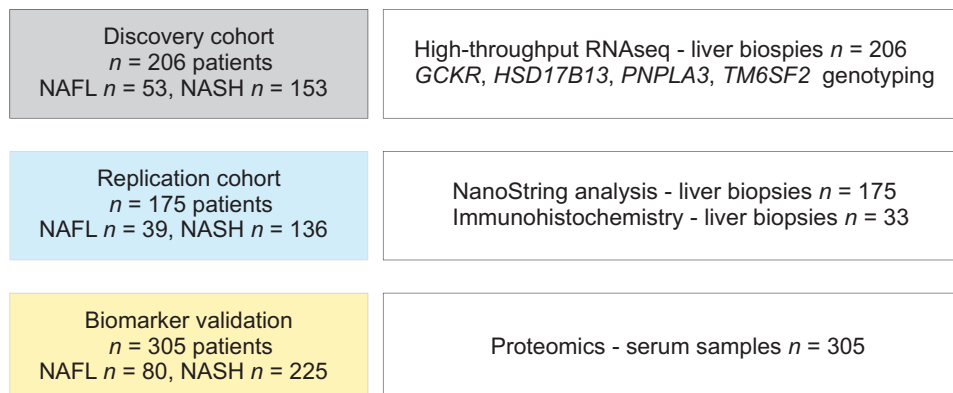 Discovery cohort
n = 206 patients
NAFL n = 53, NASH n = 153
High-throughput RNAseq - liver biospies n = 206
GCKR, HSD17B13, PNPLA3, TM6SF2 genotyping
Replication cohort
n = 175 patients
NAFL n = 39, NASH n = 136
NanoString analysis - liver biopsies n = 175
Immunohistochemistry - liver biopsies n = 33
Biomarker validation
n = 305 patients
NAFL n = 80, NASH n = 225
Proteomics - serum samples n = 305